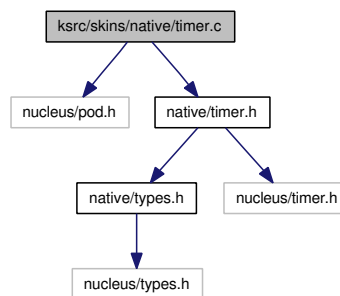 ksrc/skins/native/timer.c
nucleus/pod.h
native/timer.h
native/types.h
nucleus/timer.h
nucleus/types.h